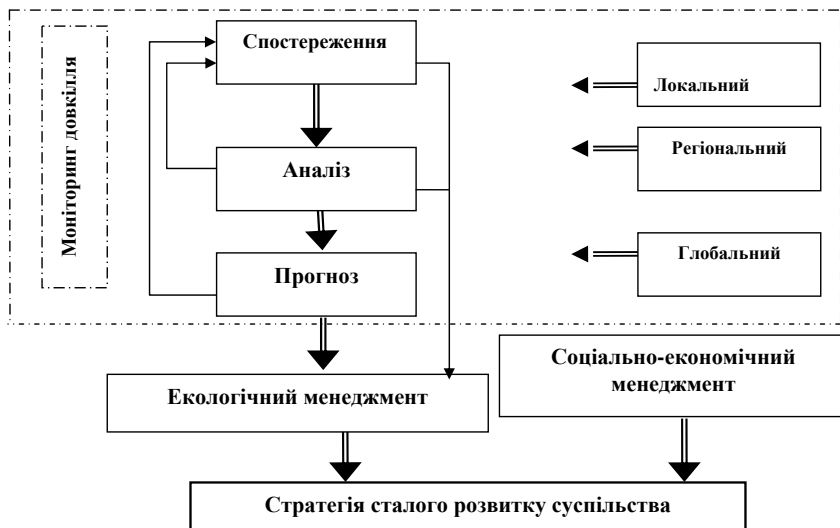 Моніторинг довкілля
Спостереження
Аналіз
Прогноз
Локальний
Регіональний
Глобальний
Екологічний менеджмент
Соціально-економічний
менеджмент
Стратегія сталого розвитку суспільства